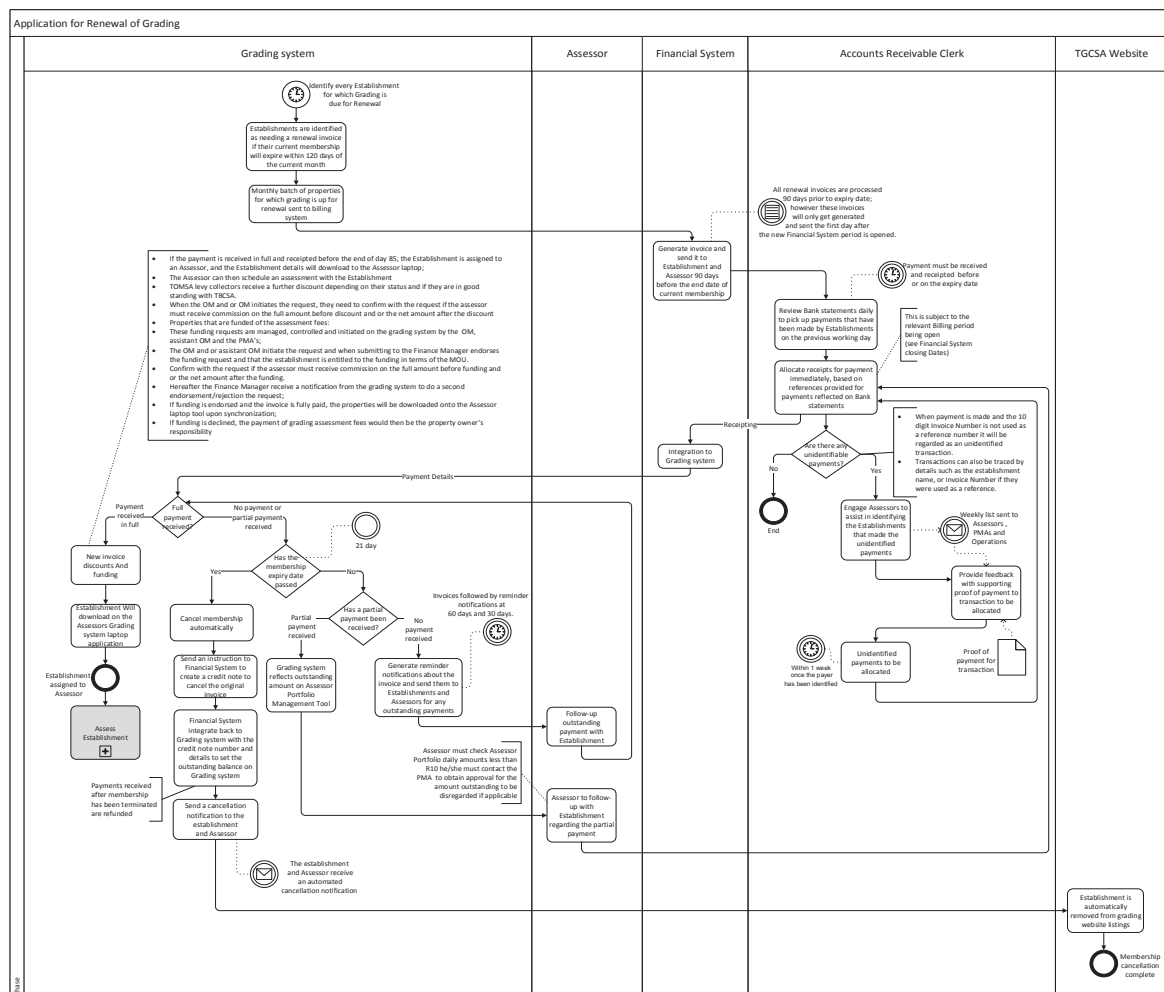 Application for Renewal of Grading
Grading system
Assessor
Financial System
Accounts Receivable Clerk
TGCSA Website
Identify every Establishment
for which Grading is
due for Renewal
Establishments are identified
as needing a renewal invoice
if their current membership
will expire within 120 days of
the current month
Monthly batch of properties
for which grading is up for
renewal sent to billing
system
All renewal invoices are processed
90 days prior to expiry date;
however these invoices
will only get generated
and sent the first day after
the new Financial System period is opened.
Generate invoice and
send it to
Establishment and
Assessor 90 days
before the end date of
current membership
Payment must be received
and receipted before
or on the expiry date
Review Bank statements daily
to pick up payments that have
been made by Establishments
on the previous working day
This is subject to the
relevant Billing period
being open
(see Financial System
closing Dates)
Allocate receipts for payment
immediately, based on
references provided for
payments reflected on Bank
statements
• If the payment is received in full and receipted before the end of day 85, the Establishment is assigned to
an Assessor, and the Establishment details will download to the Assessor laptop;
• The Assessor can then schedule an assessment with the Establishment
• TOMSA levy collectors receive a further discount depending on their status and if they are in good
standing with TBCSA.
• When the OM and or OM initiates the request, they need to confirm with the request if the assessor
must receive commission on the full amount before discount and or the net amount after the discount
• Properties that are funded of the assessment fees:
• These funding requests are managed, controlled and initiated on the grading system by the OM,
assistant OM and the PMA's;
• The OM and or assistant OM initiate the request and when submitting to the Finance Manager endorses
the funding request and that the establishment is entitled to the funding in terms of the MOU.
• Confirm with the request if the assessor must receive commission on the full amount before funding and
or the net amount after the funding.
• Hereafter the Finance Manager receive a notification from the grading system to do a second
endorsement/rejection the request;
• If funding is endorsed and the invoice is fully paid, the properties will be downloaded onto the Assessor
laptop tool upon synchronization;
• If funding is declined, the payment of grading assessment fees would then be the property owner's
responsibility
Receipting
Integration to
Grading system
Payment Details
Are there any
unidentifiable
payments?
No
Yes
End
• When payment is made and the 10
digit Invoice Number is not used as
a reference number it will be
regarded as an unidentified
transaction.
• Transactions can also be traced by
details such as the establishment
name, or Invoice Number if they
were used as a reference.
Engage Assessors to
assist in identifying
the Establishments
that made the
unidentified
payments
Weekly list sent to
Assessors ,
PMAs and
Operations
Provide feedback
with supporting
proof of payment to
transaction to be
allocated
Proof of
payment for
transaction
Unidentified
payments to be
allocated
Within 1 week
once the payer
has been identified
Payment
received
in full
Full
payment
received?
No payment or
partial payment
received
21 day
New invoice
discounts And
funding
Establishment Will
download on the
Assessors Grading
system laptop
application
Establishment
assigned to
Assessor
Assess
Establishment
Has the
membership
expiry date
passed
Yes
No
Cancel membership
automatically
Send an instruction to
Financial System to
create a credit note to
cancel the original
invoice
Financial System
integrate back to
Grading system with the
credit note number and
details to set the
outstanding balance on
Grading system
Payments received
after membership
has been terminated
are refunded
Send a cancellation
notification to the
establishment
and Assessor
The establishment
and Assessor receive
an automated
cancellation notification
Has a partial
payment been
received?
Partial
payment
received
No
payment
received
Invoices followed by reminder
notifications at
60 days and 30 days.
Grading system
reflects outstanding
amount on Assessor
Portfolio
Management Tool
Generate reminder
notifications about the
invoice and send them to
Establishments and
Assessors for any
outstanding payments
Follow-up
outstanding
payment with
Establishment
Assessor must check Assessor
Portfolio daily amounts less than
R10 he/she must contact the
PMA to obtain approval for the
amount outstanding to be
disregarded if applicable
Assessor to follow-
up with
Establishment
regarding the partial
payment
Establishment is
automatically
removed from grading
website listings
Membership
cancellation
complete
hase